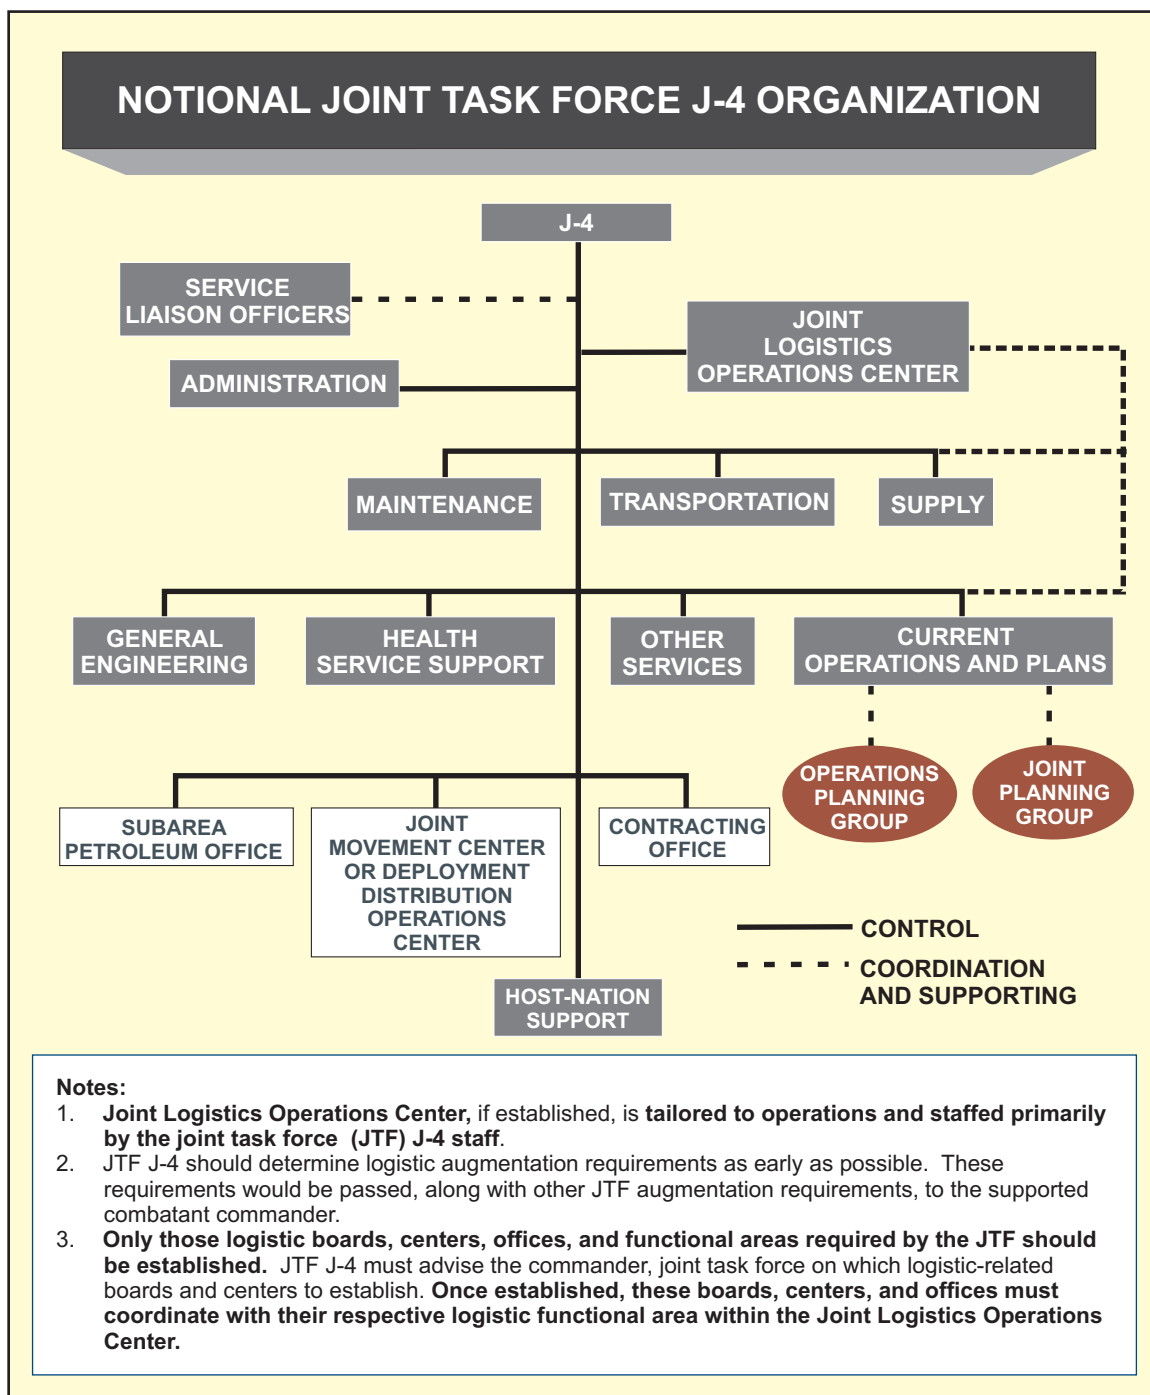 NOTIONAL JOINT TASK FORCE J-4 ORGANIZATION
J-4
SERVICE
LIAISON OFFICERS
JOINT
LOGISTICS
OPERATIONS CENTER
ADMINISTRATION
MAINTENANCE
TRANSPORTATION
SUPPLY
GENERAL
ENGINEERING
HEALTH
SERVICE SUPPORT
OTHER
SERVICES
CURRENT
OPERATIONS AND PLANS
OPERATIONS
PLANNING
GROUP
JOINT
PLANNING
GROUP
SUBAREA
PETROLEUM OFFICE
JOINT
MOVEMENT CENTER
OR DEPLOYMENT
DISTRIBUTION
OPERATIONS
CENTER
CONTRACTING
OFFICE
HOST-NATION
SUPPORT
CONTROL
COORDINATION
AND SUPPORTING
Notes:
1. Joint Logistics Operations Center, if established, is tailored to operations and staffed primarily
by the joint task force (JTF) J-4 staff.
2. JTF J-4 should determine logistic augmentation requirements as early as possible. These
requirements would be passed, along with other JTF augmentation requirements, to the supported
combatant commander.
3. Only those logistic boards, centers, offices, and functional areas required by the JTF should
be established. JTF J-4 must advise the commander, joint task force on which logistic-related
boards and centers to establish. Once established, these boards, centers, and offices must
coordinate with their respective logistic functional area within the Joint Logistics Operations
Center.